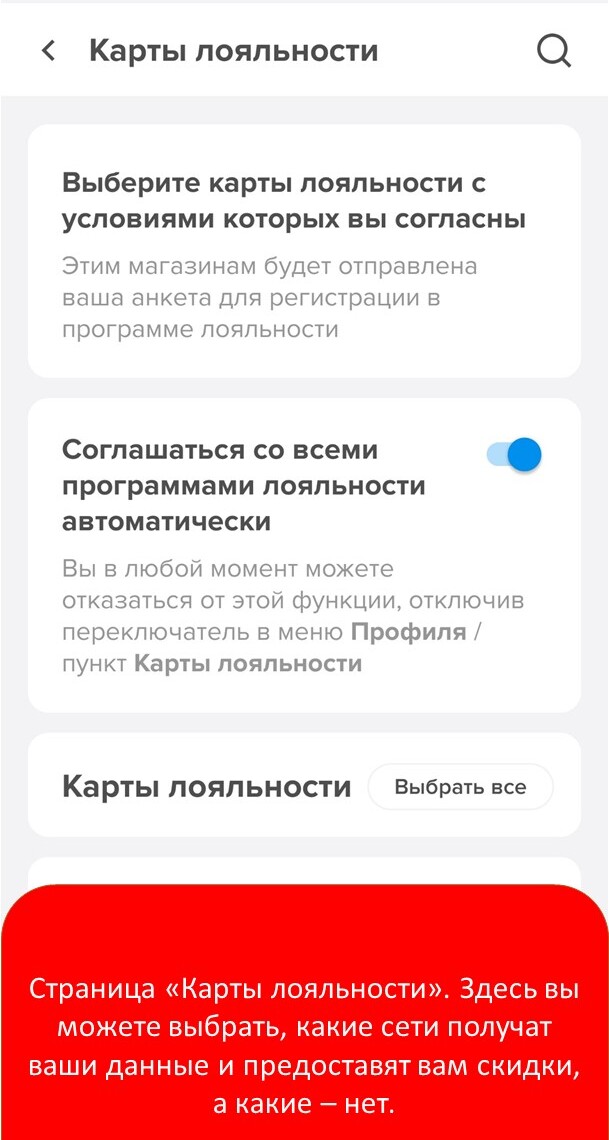 Карты лояльности
Выберите карты лояльности с
условиями которых вы согласны
Этим магазинам будет отправлена
ваша анкета для регистрации в
программе лояльности
Соглашаться со всеми
программами лояльности
автоматически
Вы в любой момент можете
отказаться от этой функции, отключив
переключатель в меню Профиля /
пункт Карты лояльности
Карты лояльности Выбрать все
Страница «Карты лояльности». Здесь вы
можете выбрать, какие сети получат
ваши данные и предоставят вам скидки,
а какие – нет.